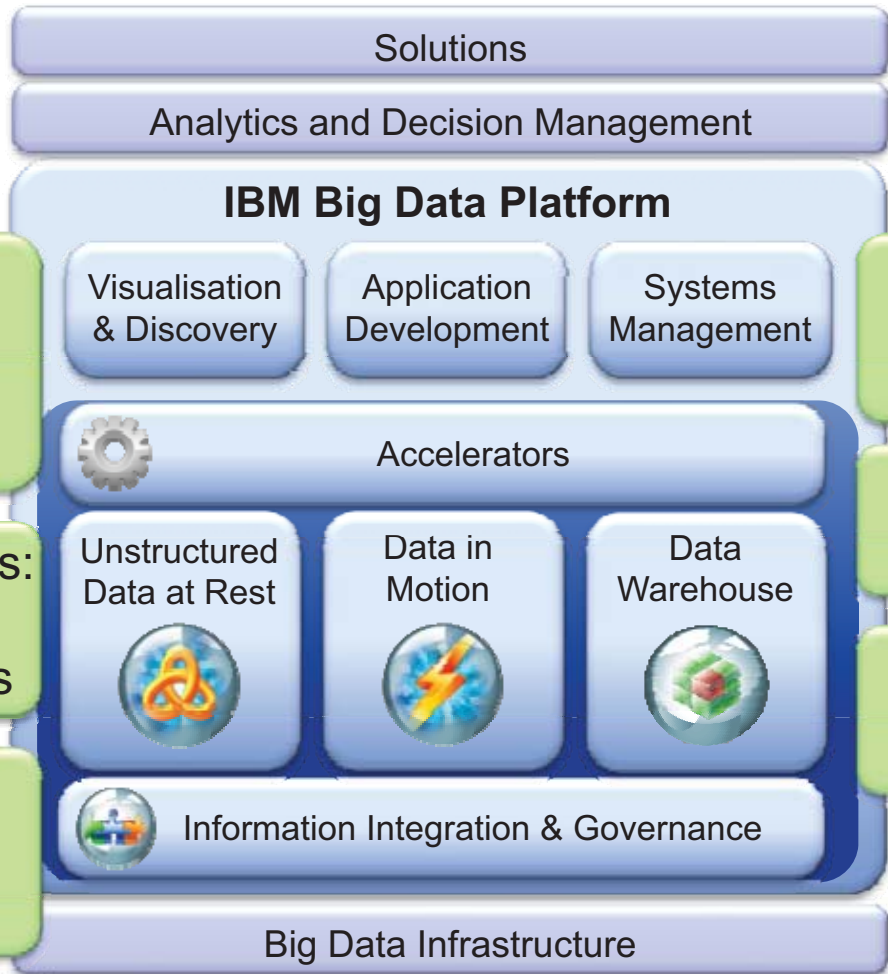 Solutions
Analytics and Decision Management
IBM Big Data Platform
Visualisation
& Discovery
Application
Development
Systems
Management
Accelerators
s:
s
Unstructured
Data at Rest
Data in
Motion
Data
Warehouse
Information Integration & Governance
Big Data Infrastructure